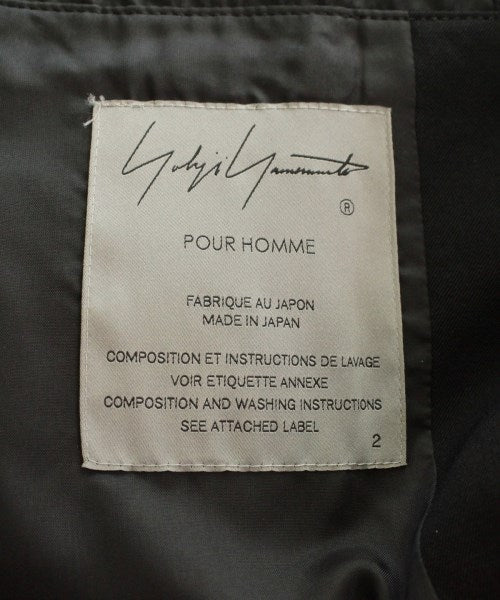 Yohji Yamamoto
®
POUR HOMME
FABRIQUE AU JAPON
MADE IN JAPAN
COMPOSITION ET INSTRUCTIONS DE LAVAGE
VOIR ETIQUETTE ANNEXE
COMPOSITION AND WASHING INSTRUCTIONS
SEE ATTACHED LABEL
2